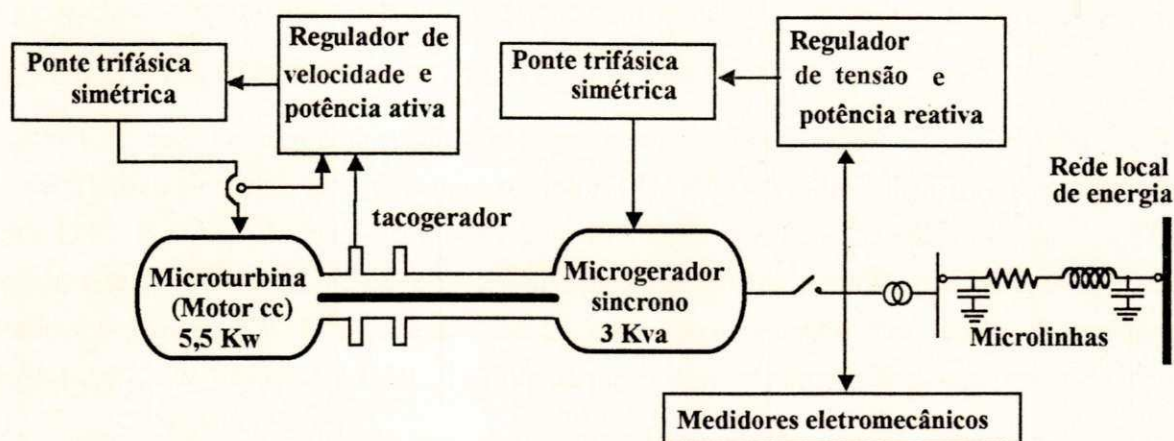 Ponte trifásica
simétrica
Regulador de
velocidade e
potência ativa
Ponte trifásica
simétrica
Regulador
de tensão e
potência reativa
Rede local
de energia
tacogerador
Microturbina
(Motor cc)
5,5 Kw
Microgerador
sincrono
3 Kva
Microlinhas
Medidores eletromecânicos